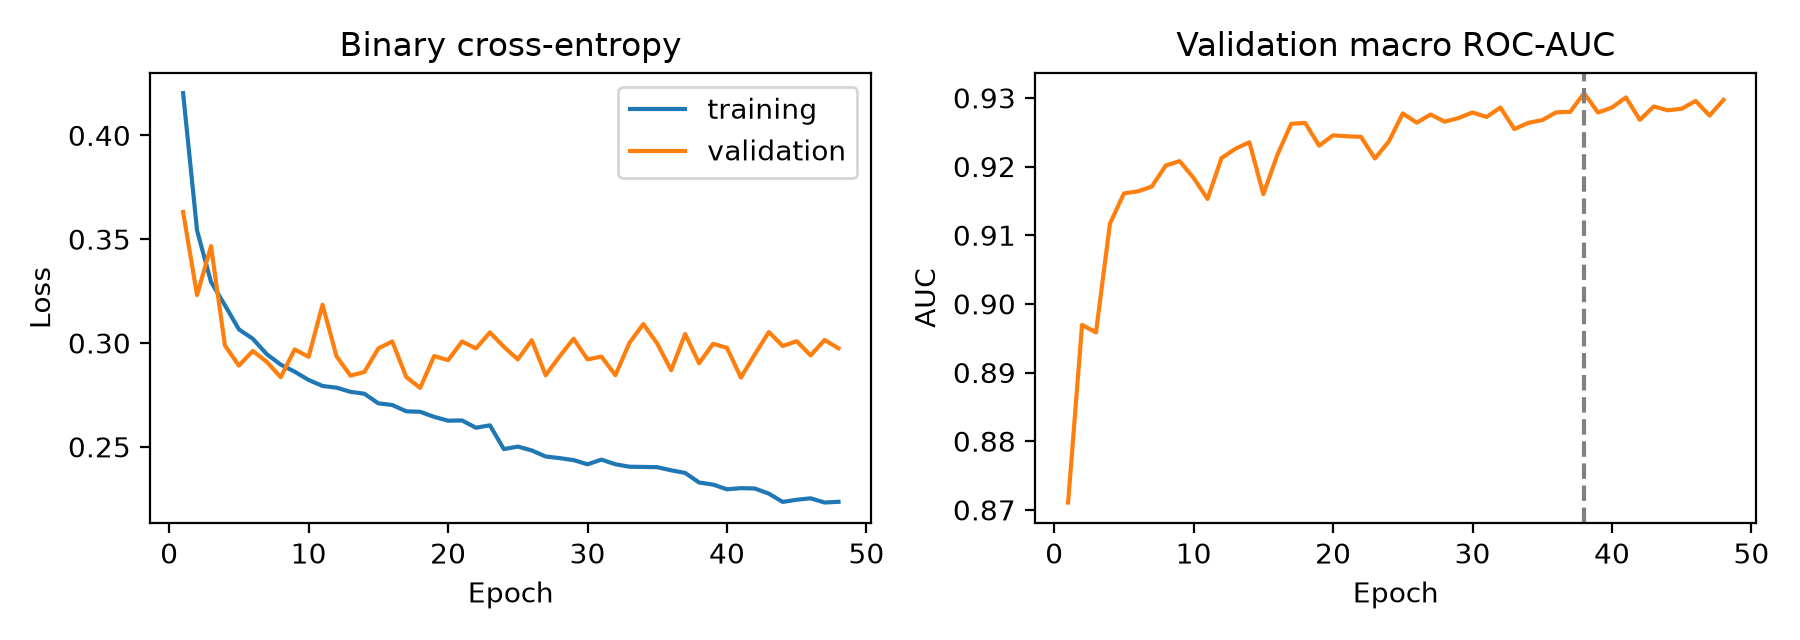 Binary cross-entropy
training
validation
0.40
0.35
0.30
0.25
Loss
0 10 20 30 40 50
Epoch
Validation macro ROC-AUC
0.93
0.92
0.91
0.90
0.89
0.88
0.87
AUC
0 10 20 30 40 50
Epoch